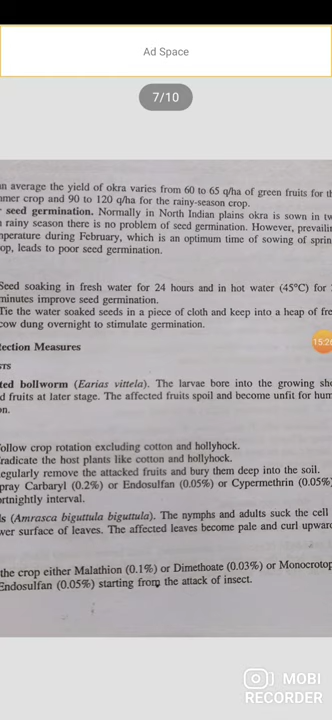 Ad Space
7/10
an average the yield of okra varies from 60 to 65 q/ha of green fruits for th
mmer crop and 90 to 120 q/ha for the rainy-season crop.
r seed germination. Normally in North Indian plains okra is sown in tw
rainy season there is no problem of seed germination. However, prevailin
mperature during February, which is an optimum time of sowing of sprin
op, leads to poor seed germination.
Seed soaking in fresh water for 24 hours and in hot water (45°C) for
minutes improve seed germination.
Tie the water soaked seeds in a piece of cloth and keep into a heap of fre
cow dung overnight to stimulate germination.
tection Measures
STS
ted bollworm (Earias vittela). The larvae bore into the growing sho
d fruits at later stage. The affected fruits spoil and become unfit for hum
on.
ollow crop rotation excluding cotton and hollyhock.
radicate the host plants like cotton and hollyhock.
egularly remove the attacked fruits and bury them deep into the soil.
pray Carbaryl (0.2%) or Endosulfan (0.05%) or Cypermethrin (0.05%)
ortnightly interval.
ls (Amrasca biguttula biguttula). The nymphs and adults suck the cell
wer surface of leaves. The affected leaves become pale and curl upward
the crop either Malathion (0.1%) or Dimethoate (0.03%) or Monocrotop
Endosulfan (0.05%) starting from the attack of insect.
MOBI
RECORDER